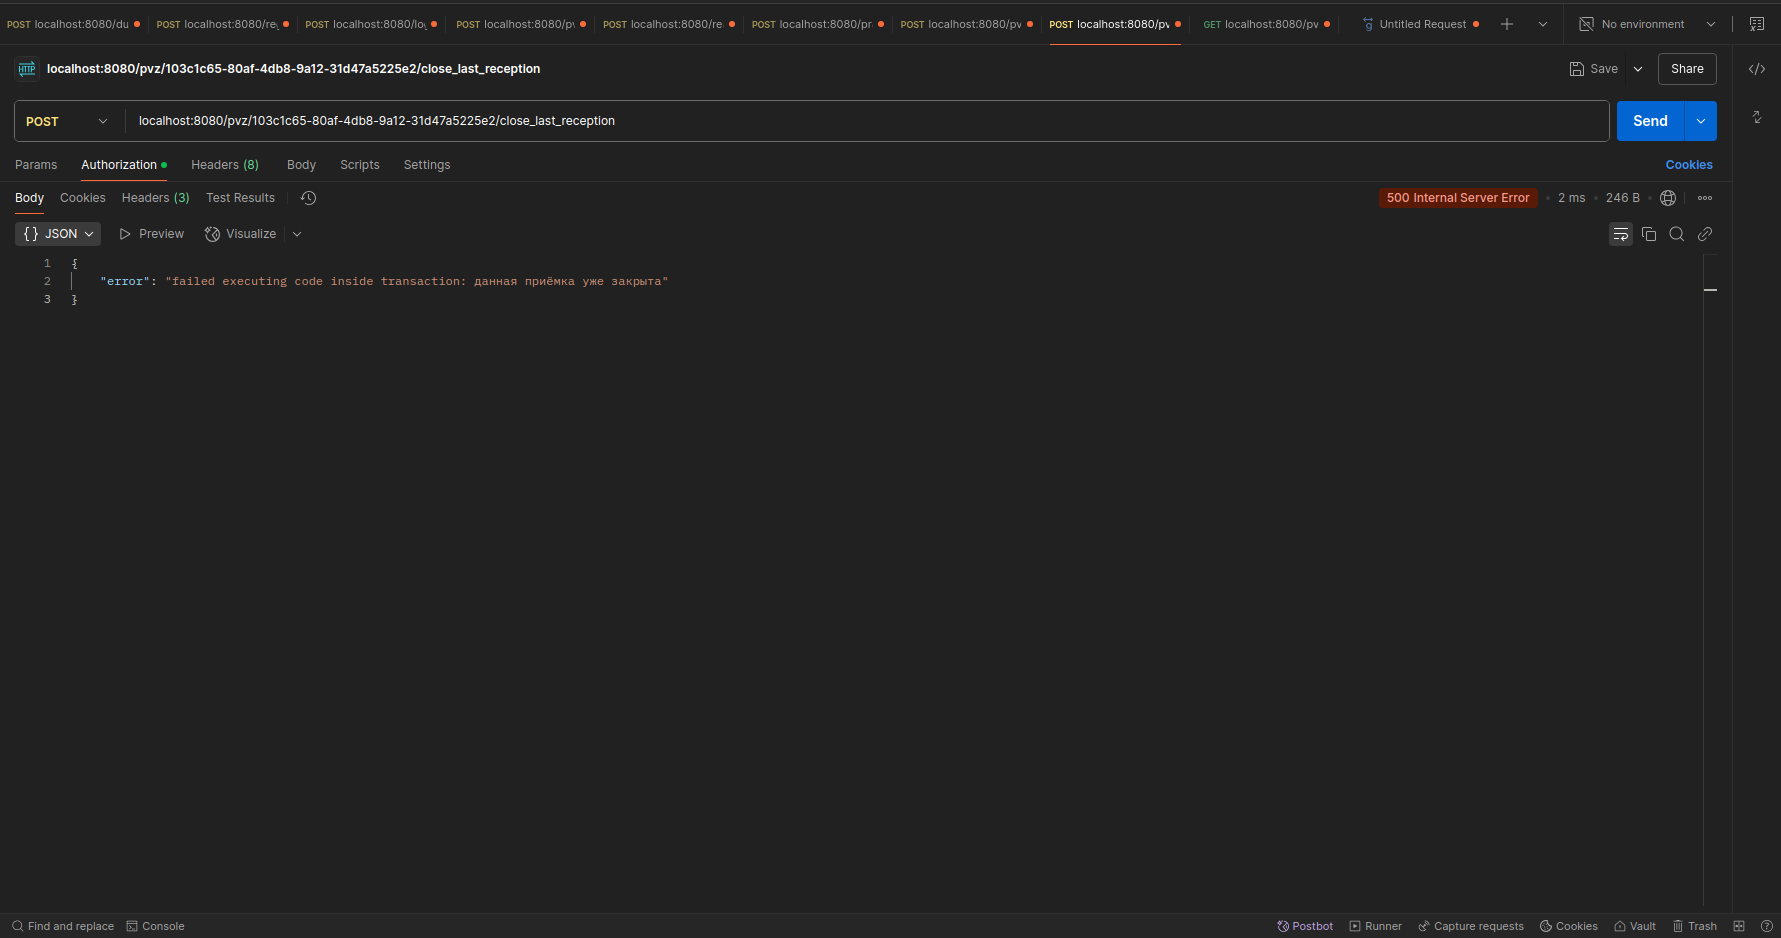 POST localhost:8080/du POST localhost:8080/re POST localhost:8080/lo POST localhost:8080/pv POST localhost:8080/re POST localhost:8080/pr POST localhost:8080/pv POST localhost:8080/pv GET localhost:8080/pv Untitled Request No environment
HTTP localhost:8080/pvz/103c1c65-80af-4db8-9a12-31d47a5225e2/close_last_reception Save Share
POST localhost:8080/pvz/103c1c65-80af-4db8-9a12-31d47a5225e2/close_last_reception Send
Params Authorization Headers (8) Body Scripts Settings Cookies
Body Cookies Headers (3) Test Results 500 Internal Server Error 2 ms 246 B
{} JSON Preview Visualize
1 {
2 "error": "failed executing code inside transaction: данная приёмка уже закрыта"
3 }
Find and replace Console Postbot Runner Capture requests Cookies Vault Trash